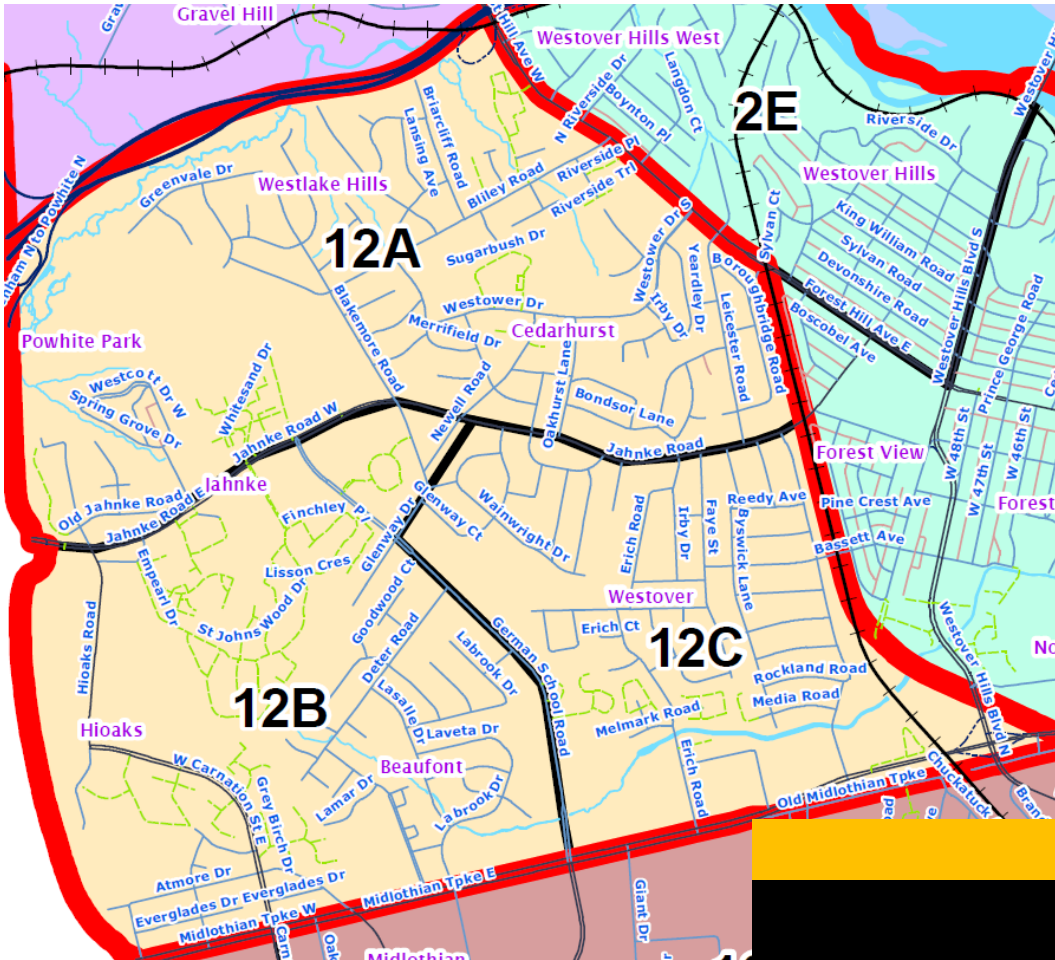 Gravel Hill
Westover Hills West
N Riverside Dr
Boynton Pl
Langdon Ct
2E
Riverside Dr
Westover Hills
King William Road
Sylvan Road
Devonshire Road
Forest Hill Ave E
Boscobel Ave
Sylvan Ct
Westover Hills Blvd S
Prince George Road
Briarcliff Road
Lansing Ave
Bliley Road
Riverside Pl
Riverside Trl
Greenvale Dr
Westlake Hills
12A
Sugarbush Dr
Westower Dr S
Yeardley Dr
Boroughbridge Road
Leicester Road
Irby Dr
Westower Dr
Merrifield Dr
Cedarhurst
Blakemore Road
Powhite Park
Westcott Dr W
Spring Grove Dr
Whitesand Dr
Jahnke Road W
Newell Road
Oakhurst Lane
Bondsor Lane
Jahnke Road
W 48th St
W 47th St
W 46th St
Forest View
Forest
Jahnke
Old Jahnke Road
Jahnke Road E
Finchley Pl
Glenway Dr
Glenway Ct
Wainwright Dr
Erich Road
Irby Dr
Faye St
Reedy Ave
Byswick Lane
Pine Crest Ave
Bassett Ave
Empearl Dr
Lisson Cres
St Johns Wood Dr
Goodwood Ct
Deter Road
Westover
Erich Ct
12C
Rockland Road
Media Road
Melmark Road
Erich Road
German School Road
Labrook Dr
Lasalle Dr
Laveta Dr
Labrook Dr
Beaufont
Lamar Dr
12B
Hioaks Road
Hioaks
W Carnation St E
Grey Birch Dr
Westover Hills Blvd N
Chuckatuck
Old Midlothian Tpke
Atmore Dr
Everglades Dr
Everglades Dr
Midlothian Tpke W
Midlothian Tpke E
Giant Dr
Midlothian